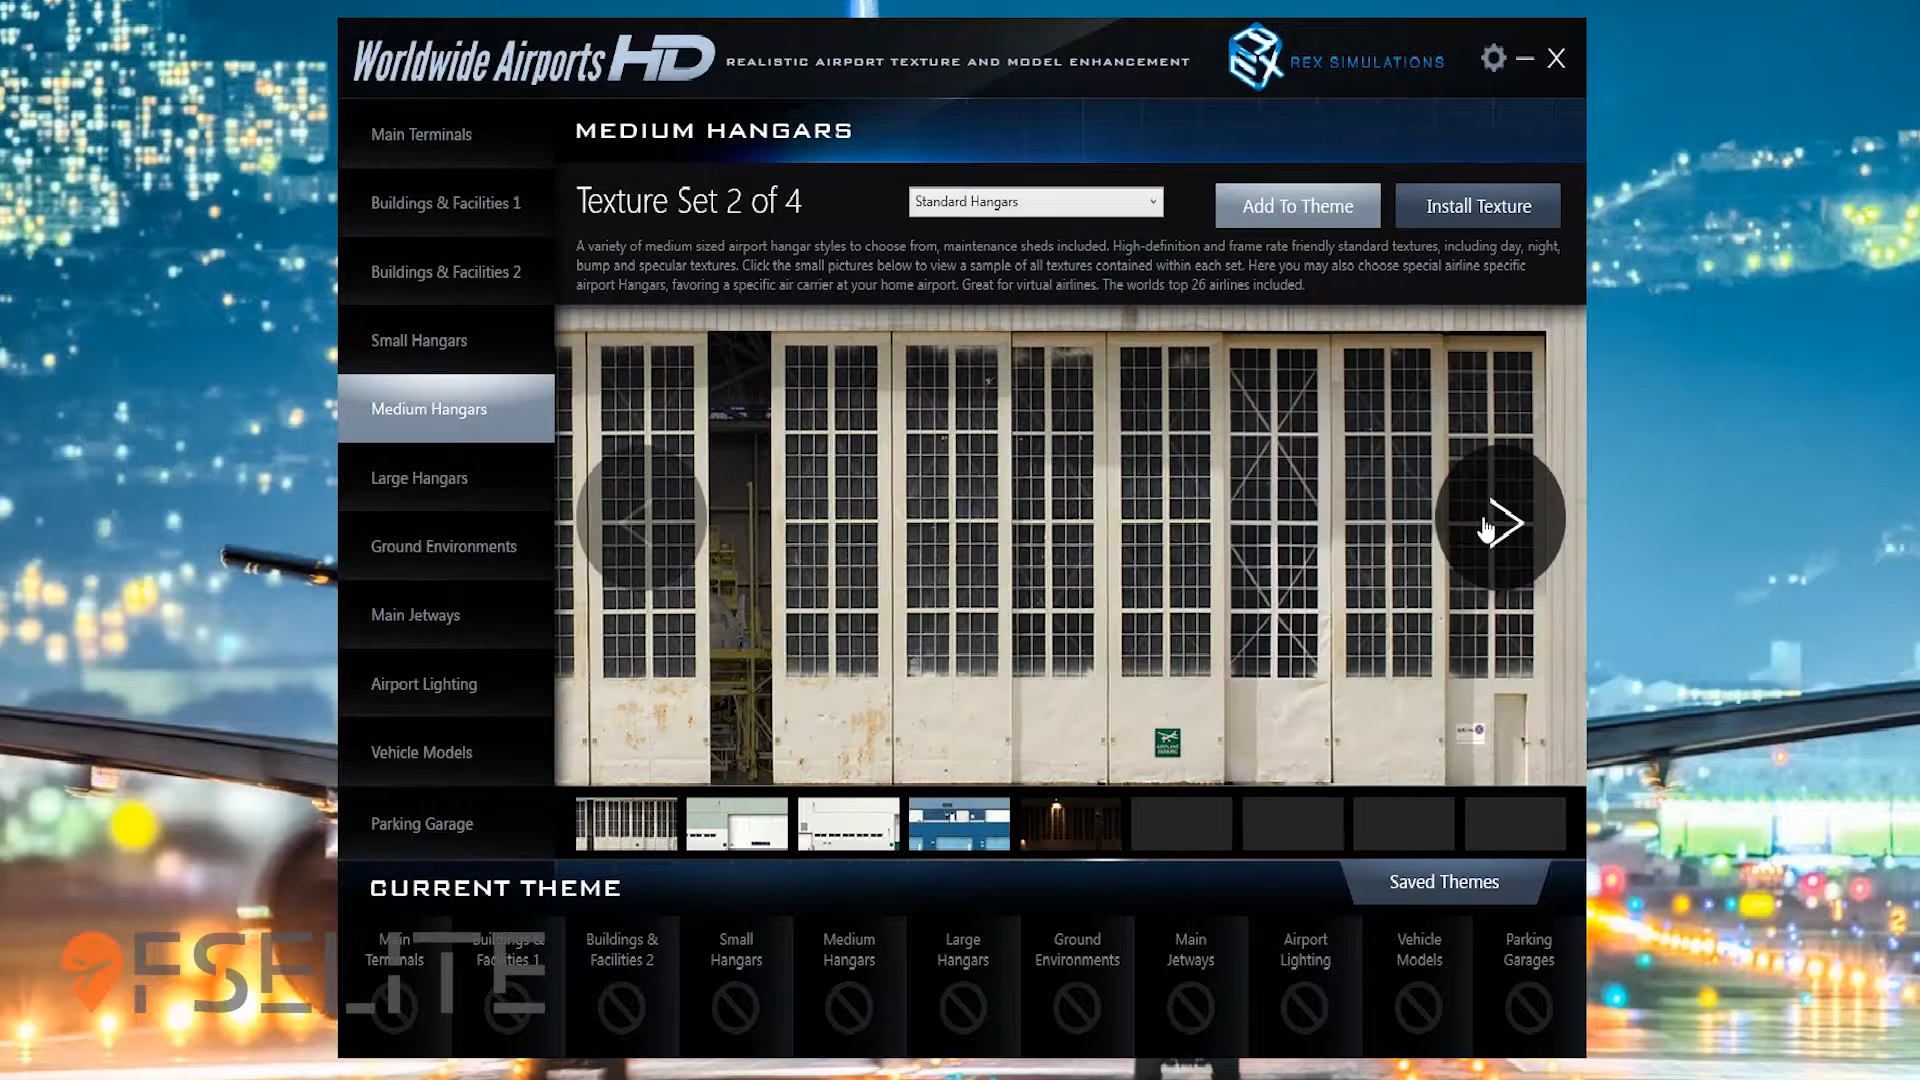 Worldwide Airports HD
REALISTIC AIRPORT TEXTURE AND MODEL ENHANCEMENT
REX
REX SIMULATIONS
X
Main Terminals
Buildings & Facilities 1
Buildings & Facilities 2
Small Hangars
Medium Hangars
Large Hangars
Ground Environments
Main Jetways
Airport Lighting
Vehicle Models
Parking Garage
MEDIUM HANGARS
Texture Set 2 of 4
Standard Hangars
Add To Theme
Install Texture
A variety of medium sized airport hangar styles to choose from, maintenance sheds included. High-definition and frame rate friendly standard textures, including day, night,
bump and specular textures. Click the small pictures below to view a sample of all textures contained within each set. Here you may also choose special airline specific
airport Hangars, favoring a specific air carrier at your home airport. Great for virtual airlines. The worlds top 26 airlines included.
AIRPLANE
PARKING
CURRENT THEME
Saved Themes
Main
Terminals
Buildings &
Facilities 1
Buildings &
Facilities 2
Small
Hangars
Medium
Hangars
Large
Hangars
Ground
Environments
Main
Jetways
Airport
Lighting
Vehicle
Models
Parking
Garages
FSELITE